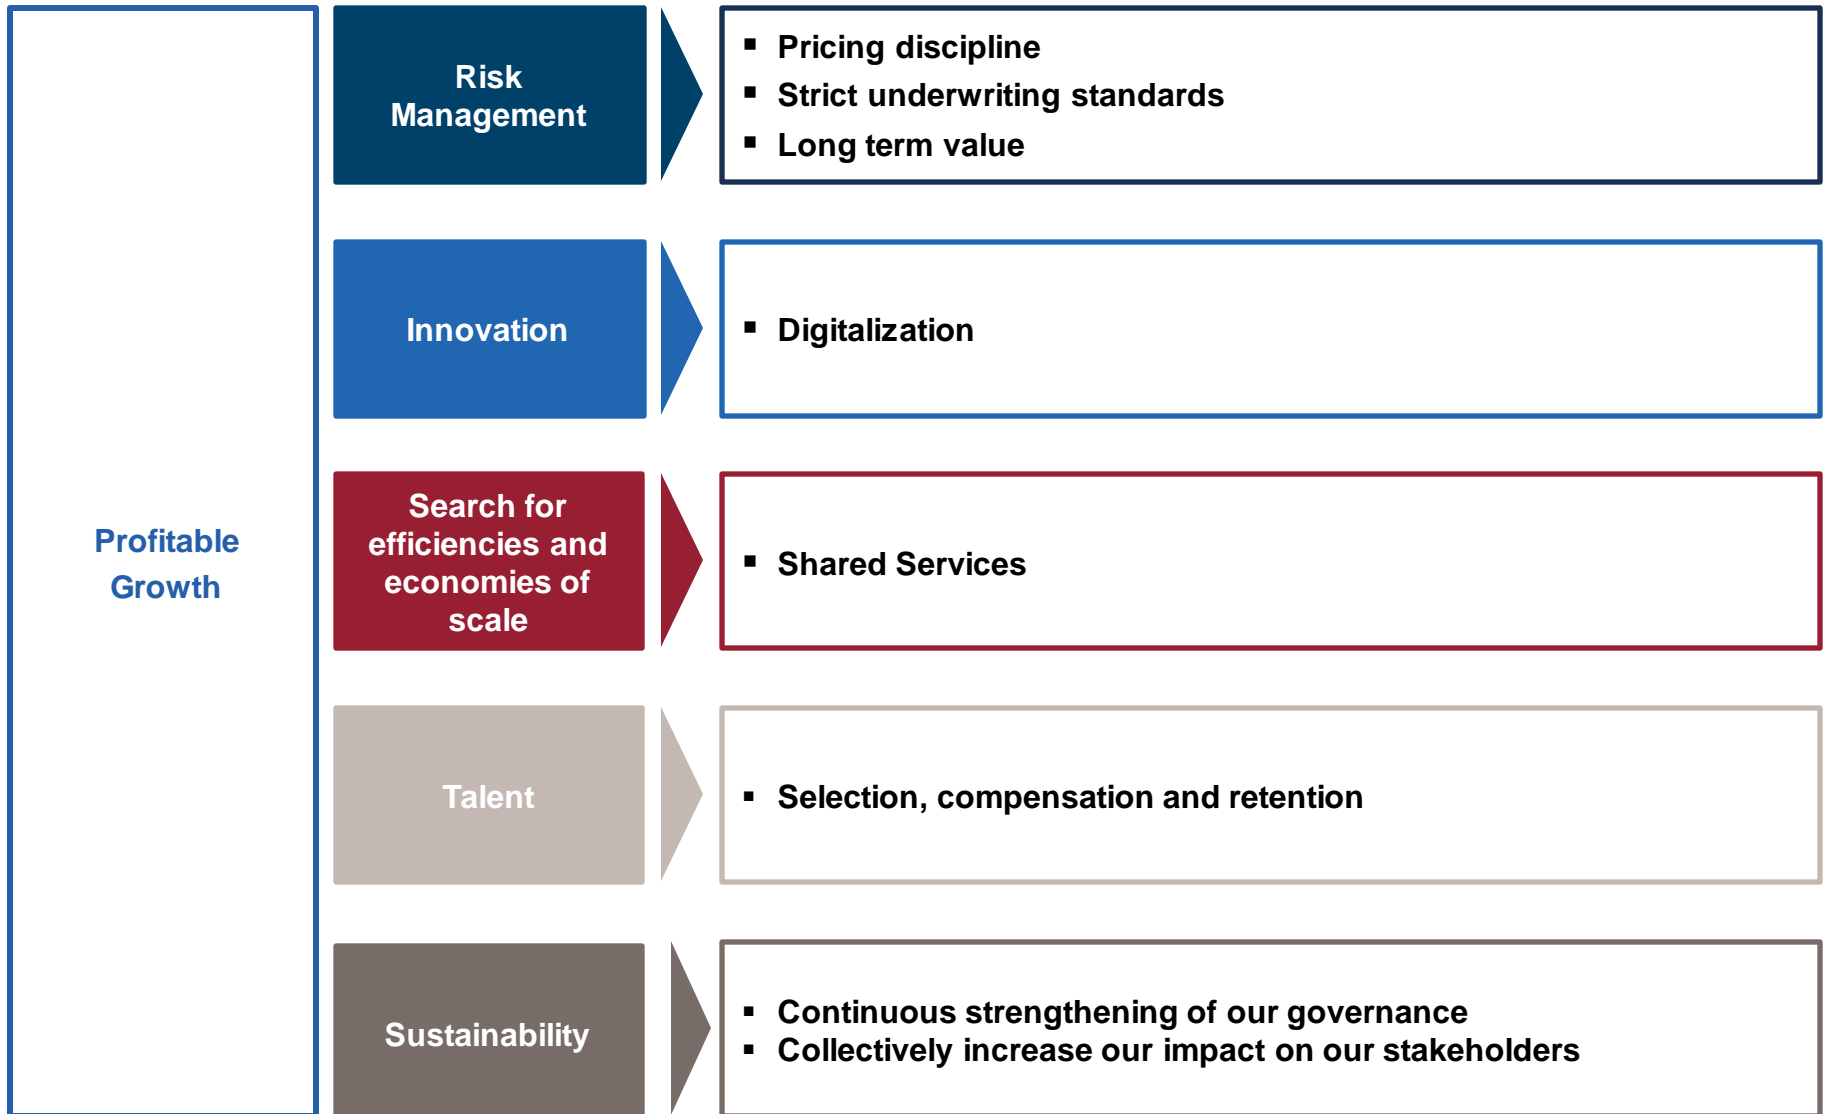 Profitable
Growth
Risk
Management
▪ Pricing discipline
▪ Strict underwriting standards
▪ Long term value
Innovation
▪ Digitalization
Search for
efficiencies and
economies of
scale
▪ Shared Services
Talent
▪ Selection, compensation and retention
Sustainability
▪ Continuous strengthening of our governance
▪ Collectively increase our impact on our stakeholders